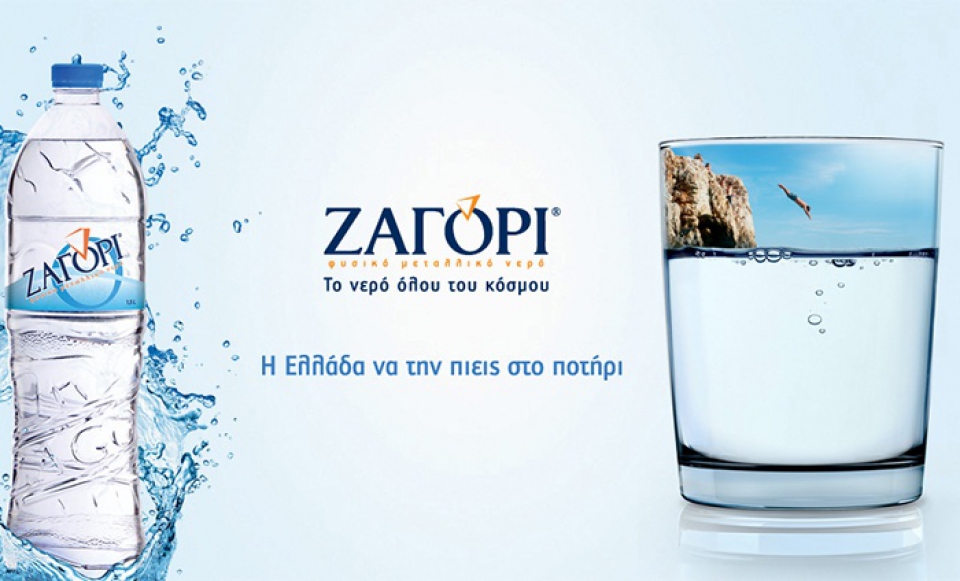 ΖΑΓΟΡΙ®
φυσικό μεταλλικό νερό
Το νερό όλου του κόσμου
Η Ελλάδα να την πιεις στο ποτήρι
ΖΑΓΟΡΙ